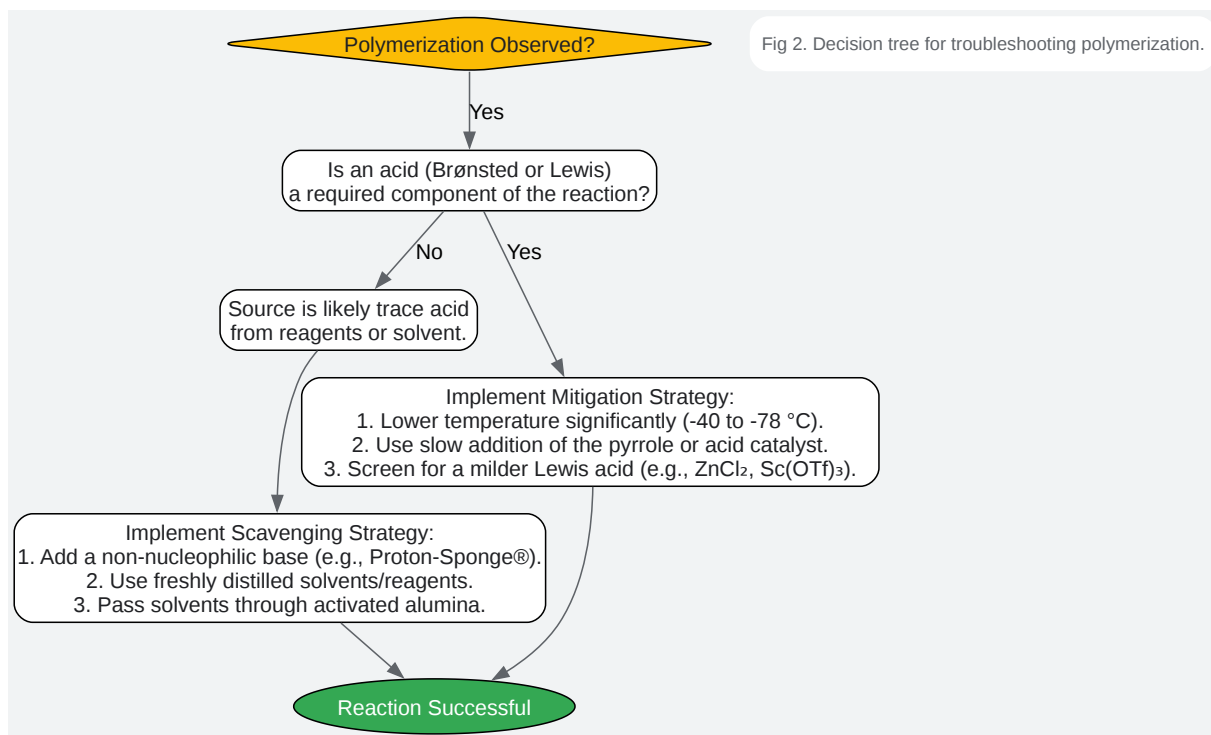 Polymerization Observed?
Fig 2. Decision tree for troubleshooting polymerization.
Yes
Is an acid (Brønsted or Lewis)
a required component of the reaction?
No
Yes
Source is likely trace acid
from reagents or solvent.
Implement Mitigation Strategy:
1. Lower temperature significantly (-40 to -78 °C).
2. Use slow addition of the pyrrole or acid catalyst.
3. Screen for a milder Lewis acid (e.g., ZnCl₂, Sc(OTf)₃).
Implement Scavenging Strategy:
1. Add a non-nucleophilic base (e.g., Proton-Sponge®).
2. Use freshly distilled solvents/reagents.
3. Pass solvents through activated alumina.
Reaction Successful